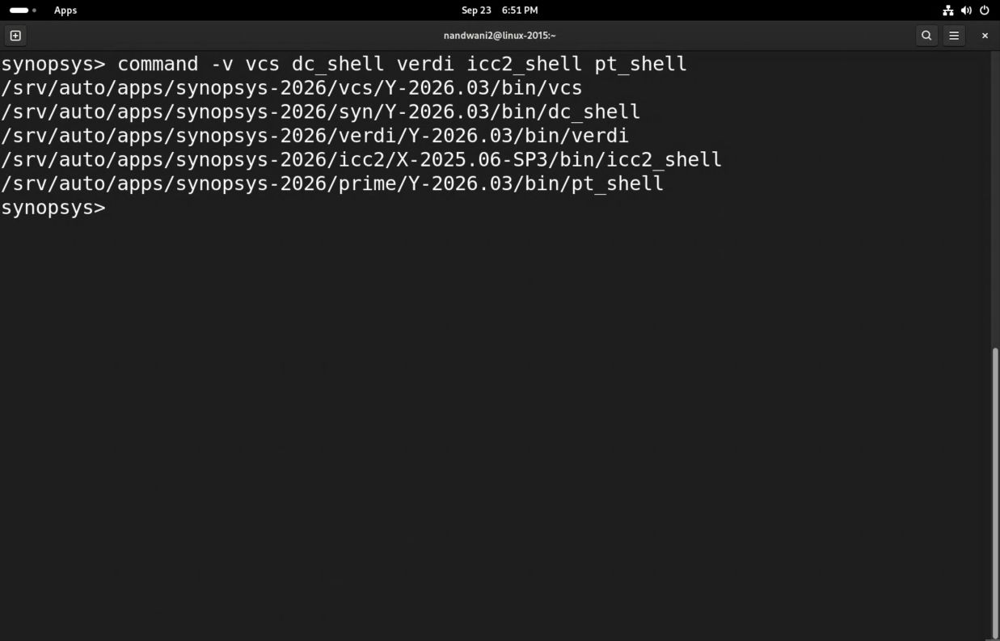 Apps
Sep 23 6:51 PM
nandwani2@linux-2015:~
synopsys> command -v vcs dc_shell verdi icc2_shell pt_shell
/srv/auto/apps/synopsys-2026/vcs/Y-2026.03/bin/vcs
/srv/auto/apps/synopsys-2026/syn/Y-2026.03/bin/dc_shell
/srv/auto/apps/synopsys-2026/verdi/Y-2026.03/bin/verdi
/srv/auto/apps/synopsys-2026/icc2/X-2025.06-SP3/bin/icc2_shell
/srv/auto/apps/synopsys-2026/prime/Y-2026.03/bin/pt_shell
synopsys>